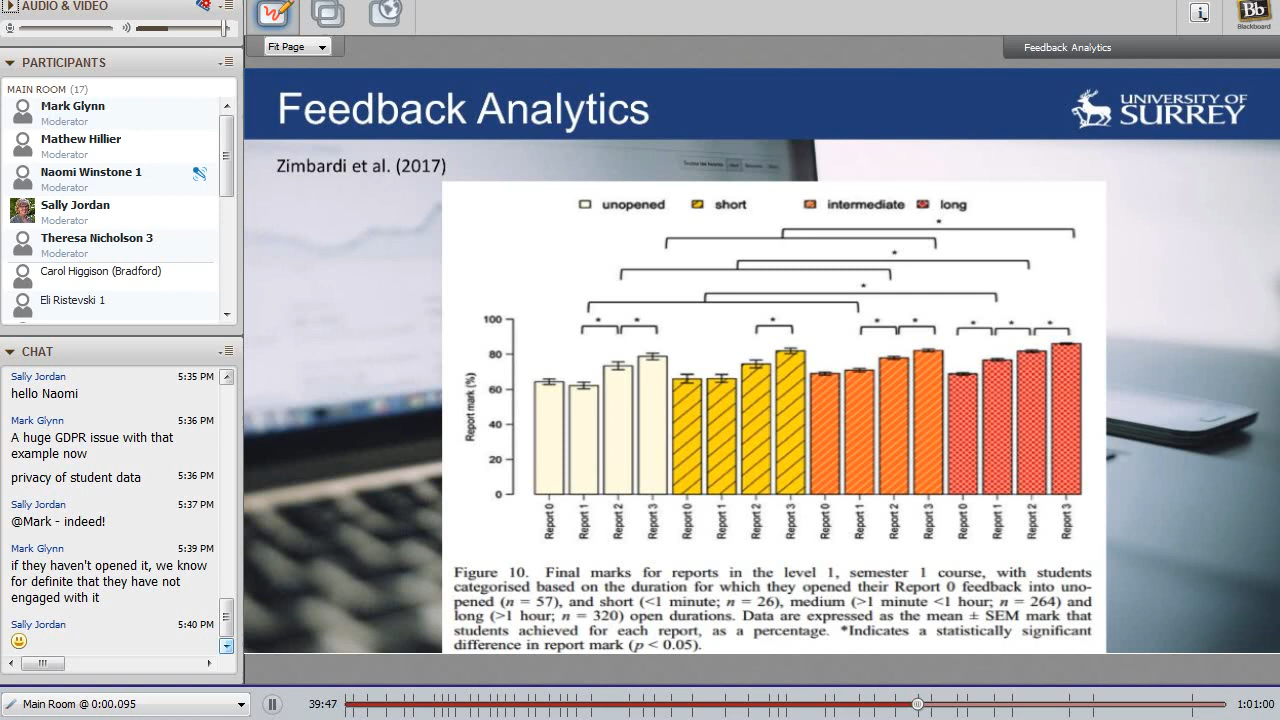 AUDIO & VIDEO
PARTICIPANTS
MAIN ROOM (17)
Mark Glynn
Moderator
Mathew Hillier
Moderator
Naomi Winstone 1
Moderator
Sally Jordan
Moderator
Theresa Nicholson 3
Moderator
Carol Higgison (Bradford)
Eli Ristevski 1
CHAT
Sally Jordan 5:35 PM
hello Naomi
Mark Glynn 5:36 PM
A huge GDPR issue with that
example now
privacy of student data 5:36 PM
Sally Jordan 5:37 PM
@Mark - indeed!
Mark Glynn 5:39 PM
if they haven't opened it, we know
for definite that they have not
engaged with it
Sally Jordan 5:40 PM
Main Room @ 0:00.095
Fit Page
Feedback Analytics
Bb
Blackboard
Feedback Analytics
UNIVERSITY OF
SURREY
Zimbardi et al. (2017)
unopened short intermediate long
* 
*
*
* * * * * * * *
Report mark (%)
100
80
60
40
20
0
Report 0 Report 1 Report 2 Report 3 Report 0 Report 1 Report 2 Report 3 Report 0 Report 1 Report 2 Report 3 Report 0 Report 1 Report 2 Report 3
Figure 10. Final marks for reports in the level 1, semester 1 course, with students
categorised based on the duration for which they opened their Report 0 feedback into uno-
pened (n = 57), and short (<1 minute; n = 26), medium (>1 minute <1 hour; n = 264) and
long (>1 hour; n = 320) open durations. Data are expressed as the mean ± SEM mark that
students achieved for each report, as a percentage. *Indicates a statistically significant
difference in report mark (p < 0.05).
39:47
1:01:00